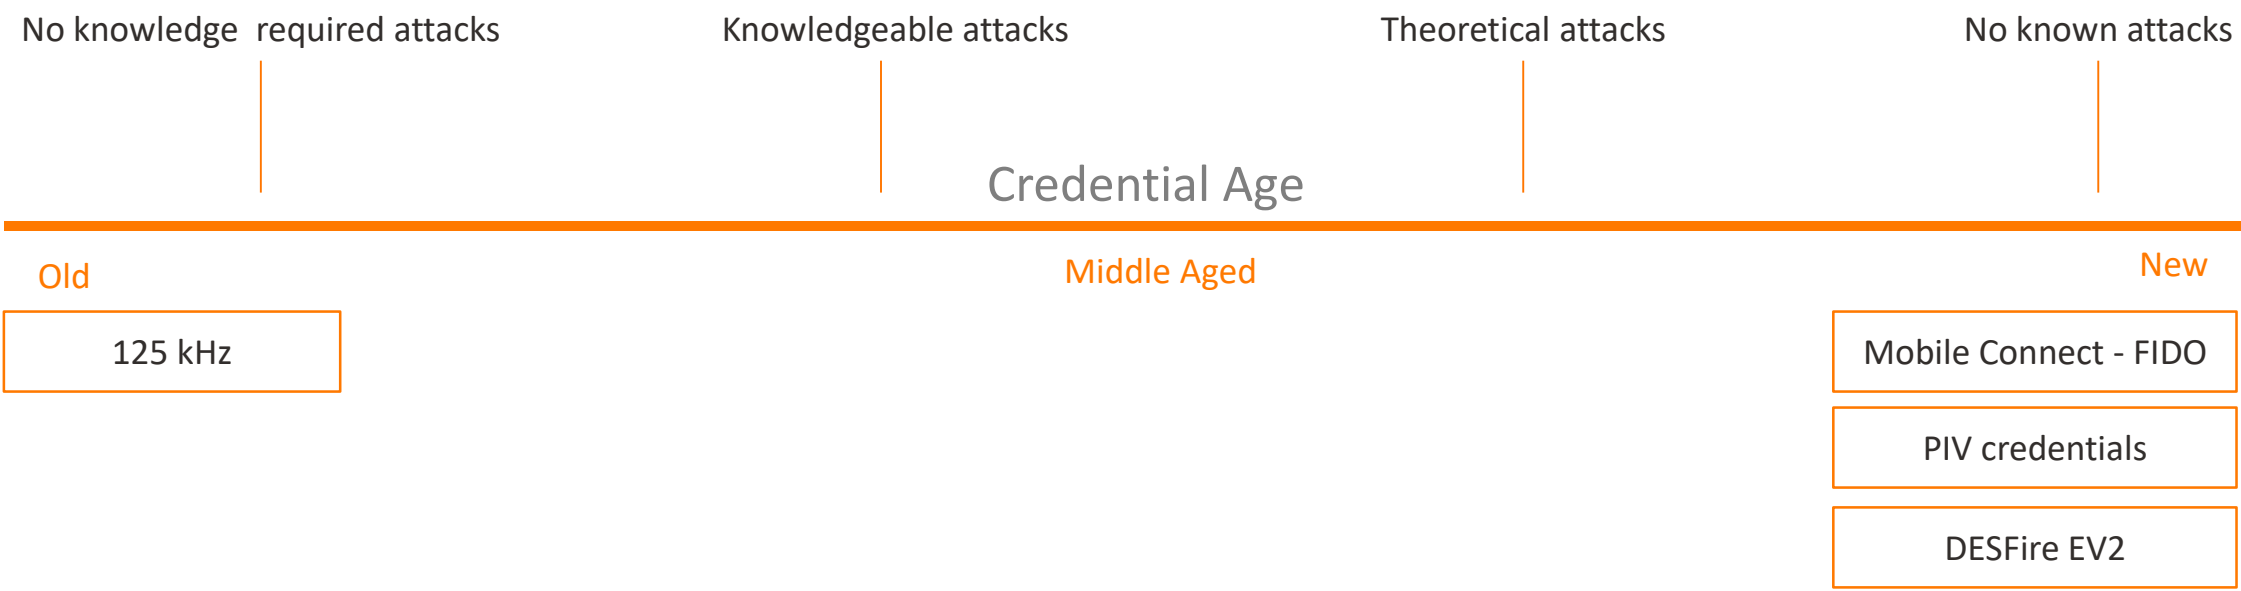 No knowledge  required attacks
Knowledgeable attacks
Theoretical attacks
No known attacks
Credential Age
Old
Middle Aged
New
125 kHz
Mobile Connect - FIDO
PIV credentials
DESFire EV2